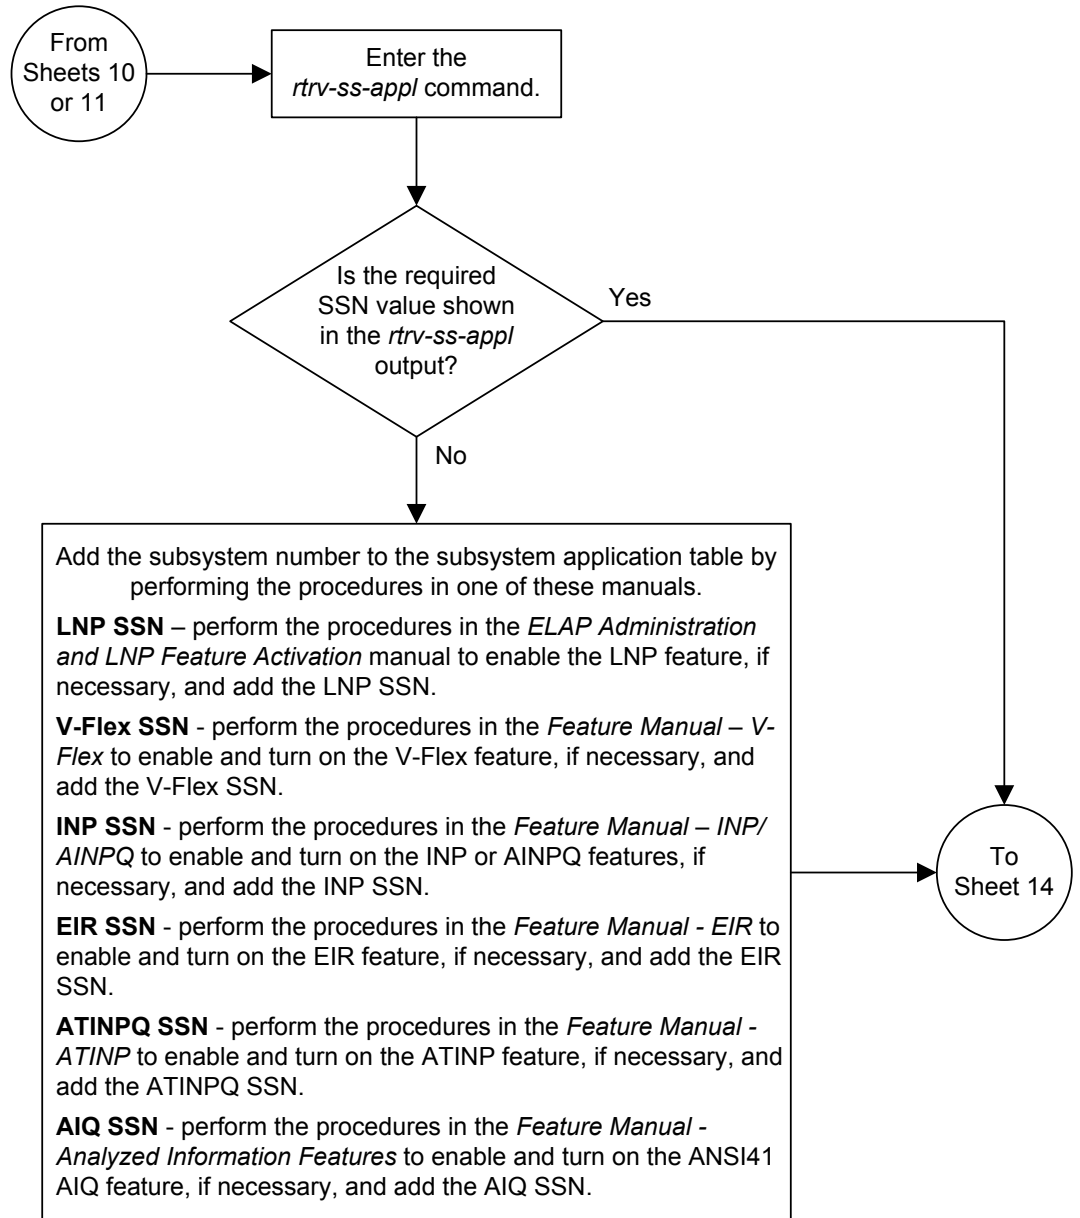 From
Sheets 10
or 11
Enter the
rtrv-ss-appl command.
Is the required
SSN value shown
in the rtrv-ss-appl
output?
Yes
No
Add the subsystem number to the subsystem application table by
performing the procedures in one of these manuals.
LNP SSN – perform the procedures in the ELAP Administration
and LNP Feature Activation manual to enable the LNP feature, if
necessary, and add the LNP SSN.
V-Flex SSN - perform the procedures in the Feature Manual – V-
Flex to enable and turn on the V-Flex feature, if necessary, and
add the V-Flex SSN.
INP SSN - perform the procedures in the Feature Manual – INP/
AINPQ to enable and turn on the INP or AINPQ features, if
necessary, and add the INP SSN.
EIR SSN - perform the procedures in the Feature Manual - EIR to
enable and turn on the EIR feature, if necessary, and add the EIR
SSN.
ATINPQ SSN - perform the procedures in the Feature Manual -
ATINP to enable and turn on the ATINP feature, if necessary, and
add the ATINPQ SSN.
AIQ SSN - perform the procedures in the Feature Manual -
Analyzed Information Features to enable and turn on the ANSI41
AIQ feature, if necessary, and add the AIQ SSN.
To
Sheet 14